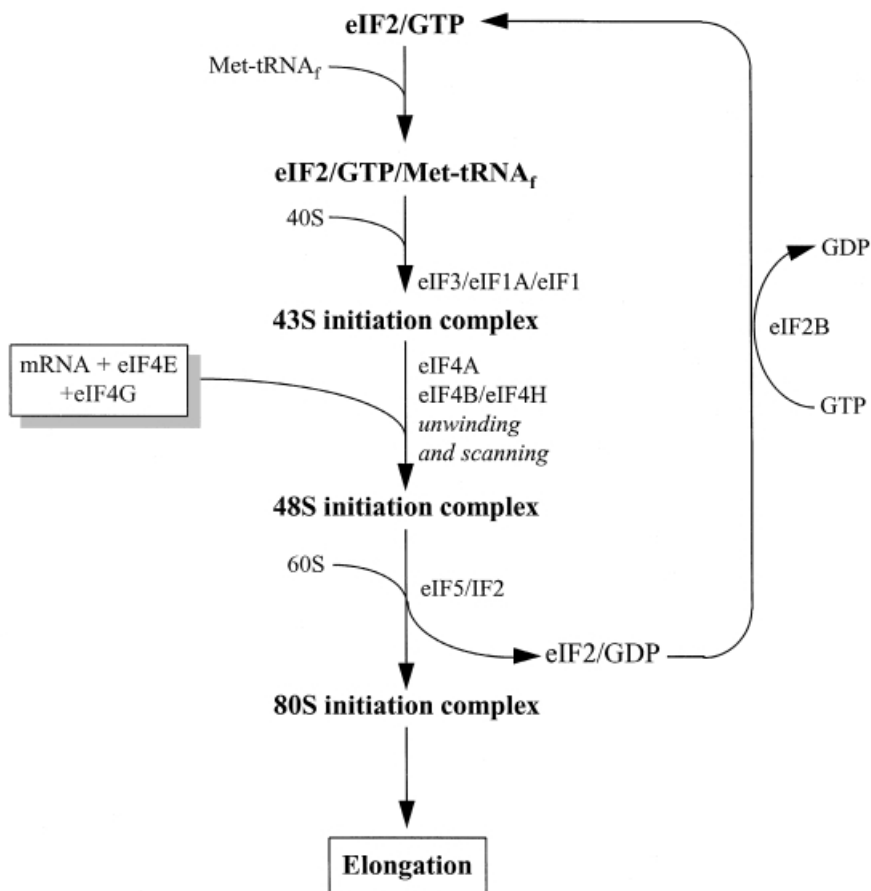 eIF2/GTP
Met-tRNAf
eIF2/GTP/Met-tRNAf
40S
GDP
eIF3/eIF1A/eIF1
43S initiation complex
eIF2B
mRNA + eIF4E
+eIF4G
eIF4A
eIF4B/eIF4H
GTP
unwinding
and scanning
48S initiation complex
60S
eIF5/IF2
eIF2/GDP
80S initiation complex
Elongation